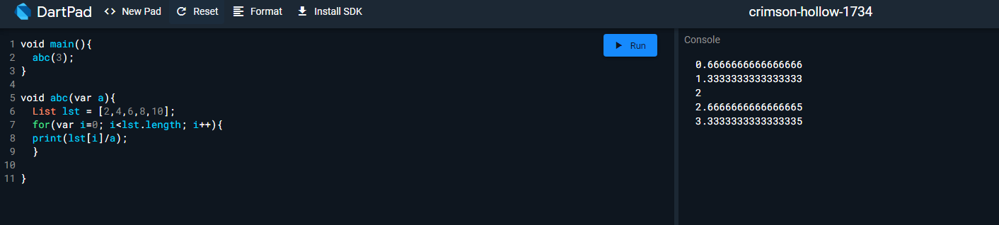 DartPad <> New Pad Reset Format Install SDK crimson-hollow-1734
1 void main(){
2   abc(3);
3 }
4
5 void abc(var a){
6   List lst = [2,4,6,8,10];
7   for(var i=0; i<lst.length; i++){
8   print(lst[i]/a);
9   }
10
11 }
Run
Console
0.6666666666666666
1.3333333333333333
2
2.6666666666666665
3.3333333333333335